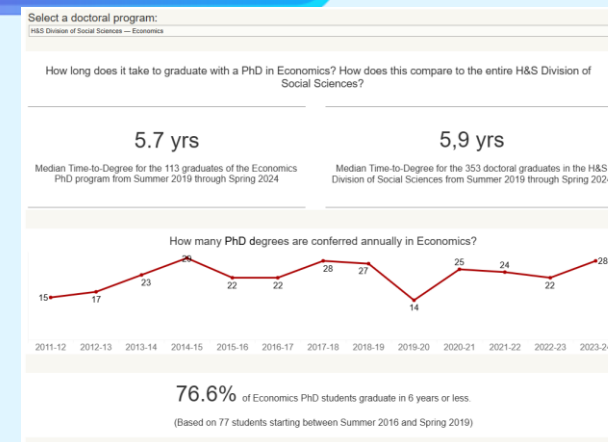 Select a doctoral program:
H&S Division of Social Sciences — Economics
How long does it take to graduate with a PhD in Economics? How does this compare to the entire H&S Division of
Social Sciences?
5.7 yrs
5,9 yrs
Median Time-to-Degree for the 113 graduates of the Economics
PhD program from Summer 2019 through Spring 2024
Median Time-to-Degree for the 353 doctoral graduates in the H&S
Division of Social Sciences from Summer 2019 through Spring 202
How many PhD degrees are conferred annually in Economics?
15
17
23
22
22
28
27
14
25
24
22
28
2011-12 2012-13 2013-14 2014-15 2015-16 2016-17 2017-18 2018-19 2019-20 2020-21 2021-22 2022-23 2023-24
76.6% of Economics PhD students graduate in 6 years or less.
(Based on 77 students starting between Summer 2016 and Spring 2019)